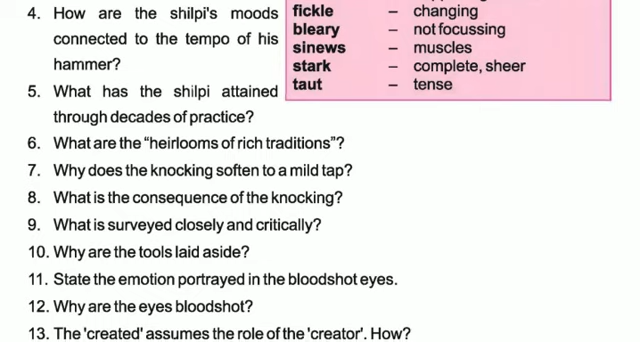 4. How are the shilpi's moods
connected to the tempo of his
hammer?
5. What has the shilpi attained
through decades of practice?
fickle – changing
bleary – not focussing
sinews – muscles
stark – complete, sheer
taut – tense
6. What are the “heirlooms of rich traditions”?
7. Why does the knocking soften to a mild tap?
8. What is the consequence of the knocking?
9. What is surveyed closely and critically?
10. Why are the tools laid aside?
11. State the emotion portrayed in the bloodshot eyes.
12. Why are the eyes bloodshot?
13. The 'created' assumes the role of the 'creator'. How?